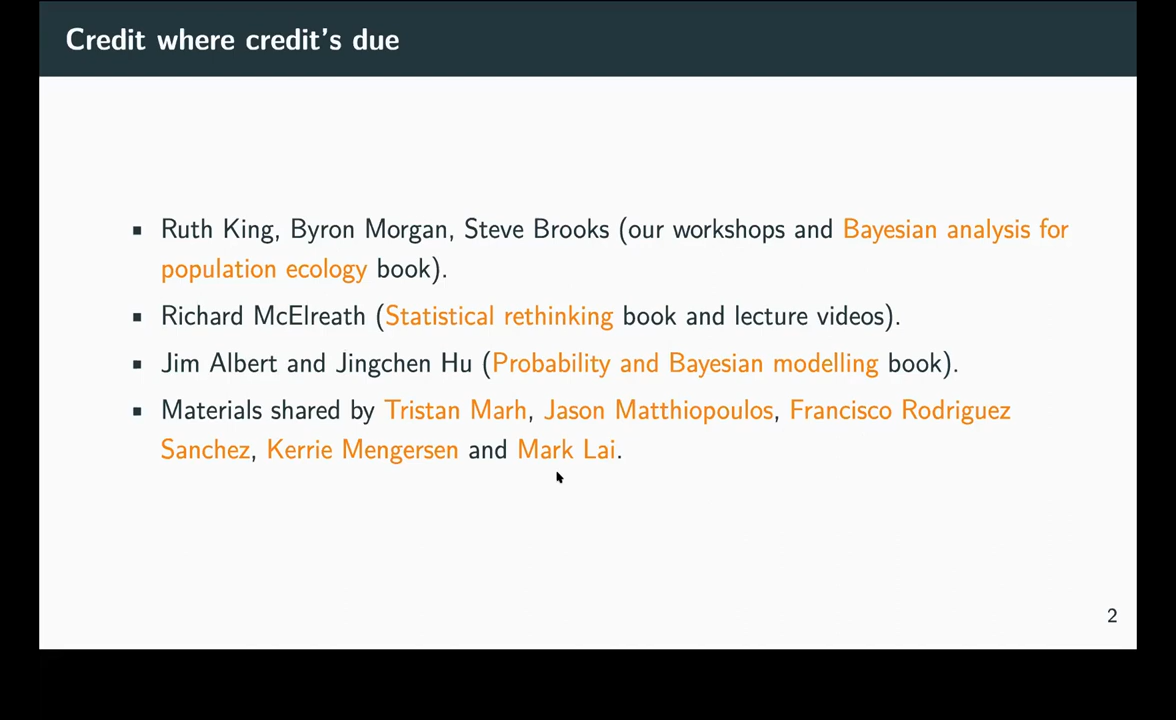 Credit where credit's due
▪ Ruth King, Byron Morgan, Steve Brooks (our workshops and Bayesian analysis for
population ecology book).
▪ Richard McElreath (Statistical rethinking book and lecture videos).
▪ Jim Albert and Jingchen Hu (Probability and Bayesian modelling book).
▪ Materials shared by Tristan Marh, Jason Matthiopoulos, Francisco Rodriguez
Sanchez, Kerrie Mengersen and Mark Lai.
2